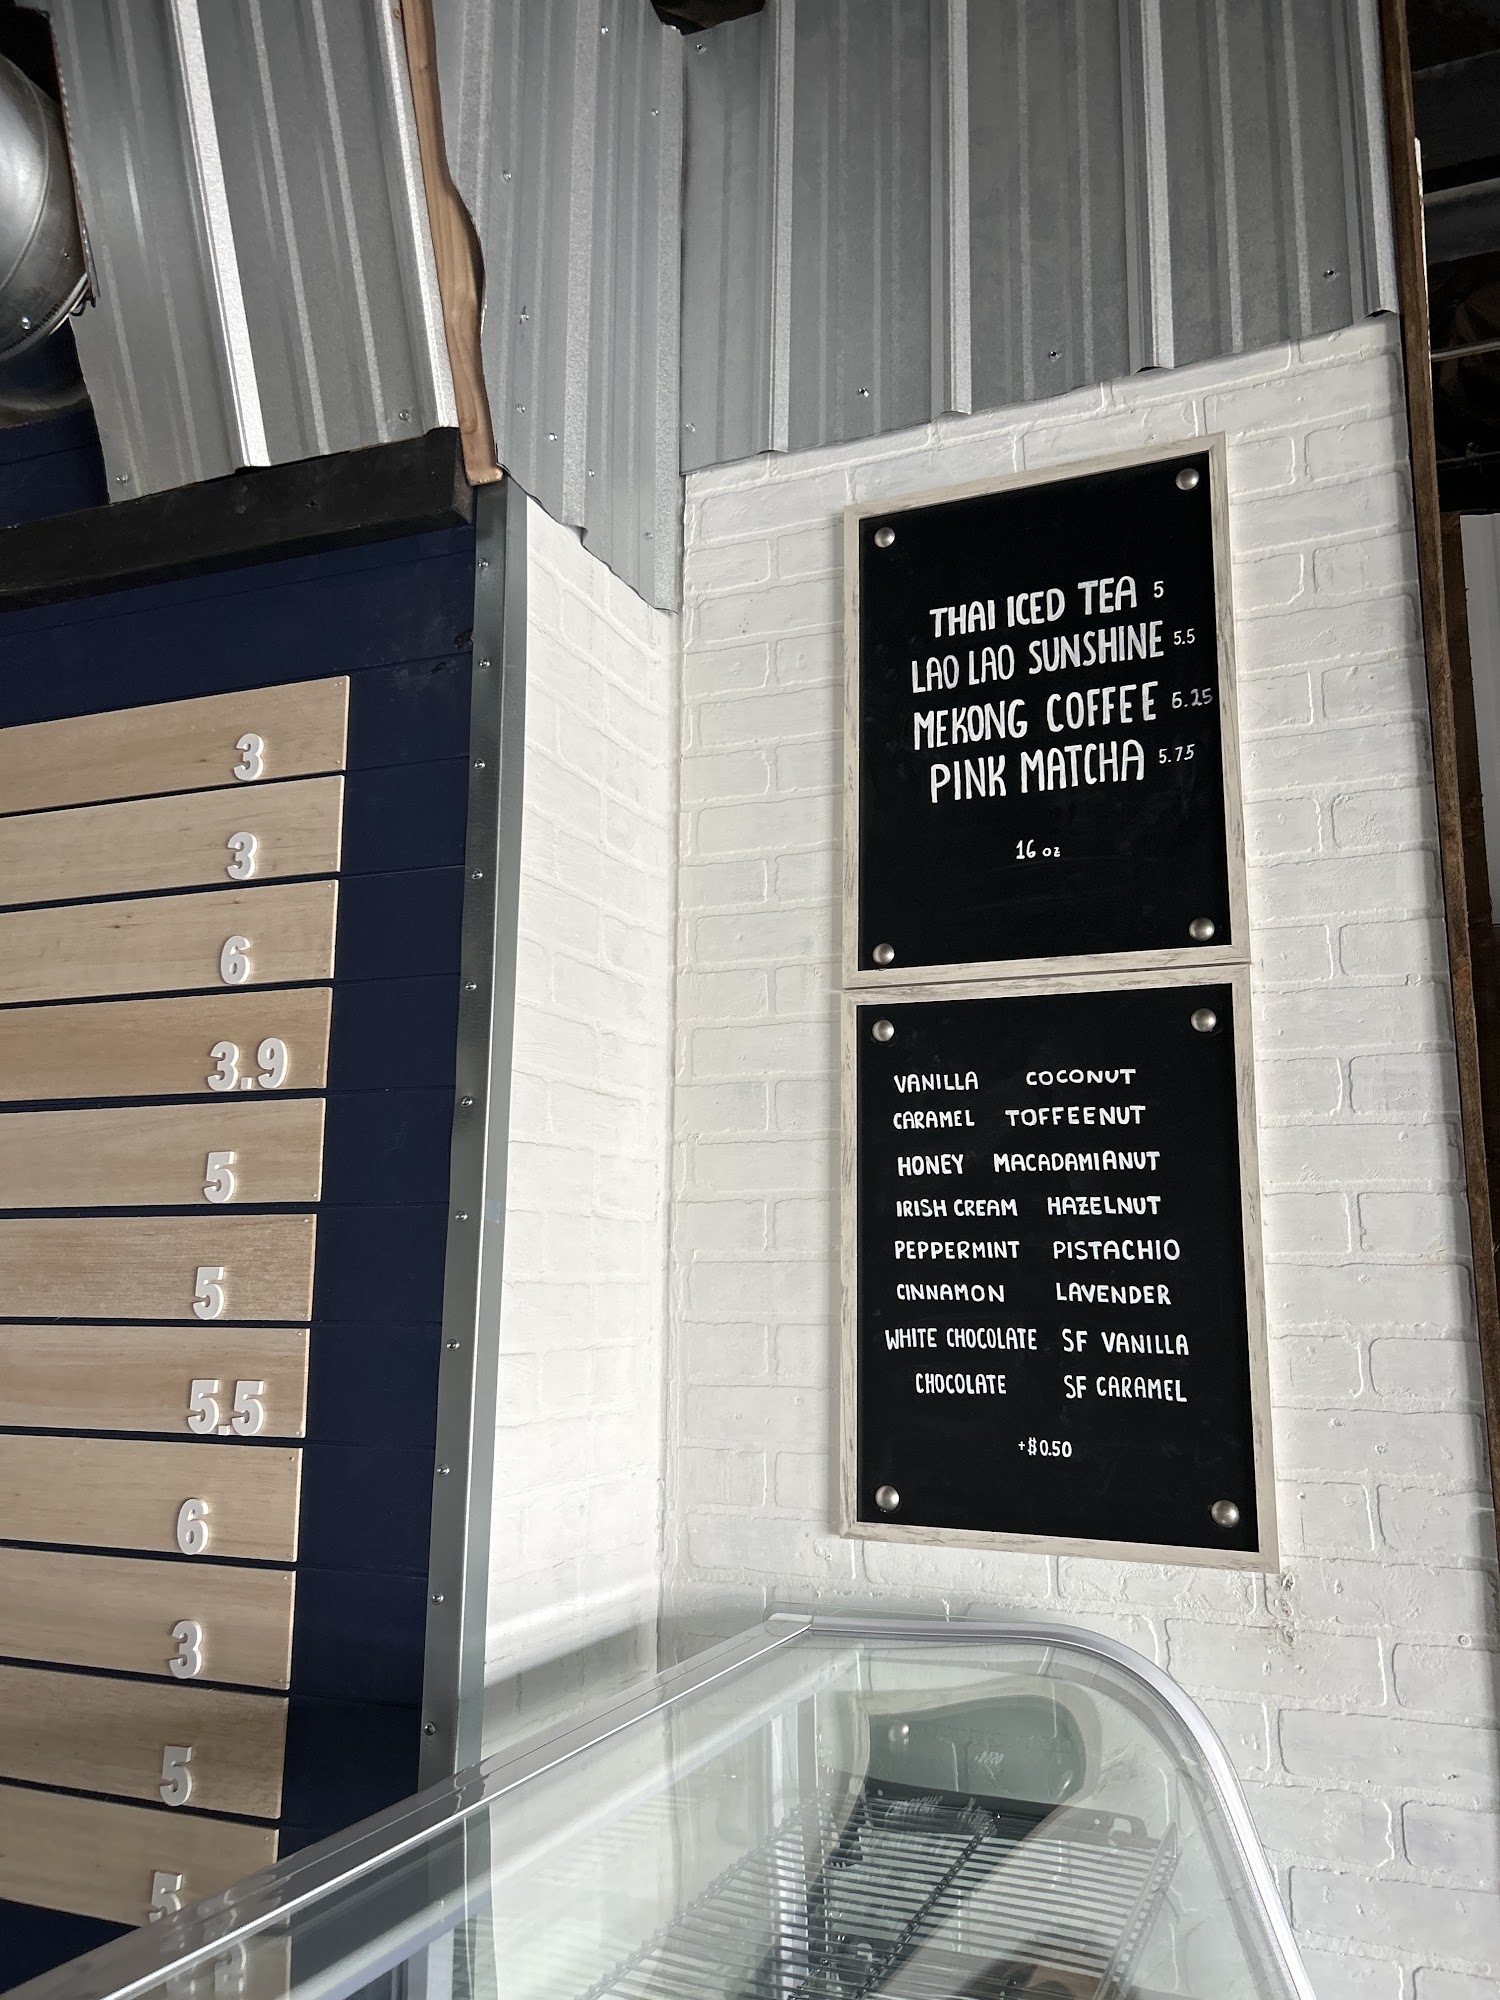 3
3
6
3.9
5
5
5.5
6
3
5
5
THAI ICED TEA 5
LAO LAO SUNSHINE 5.5
MEKONG COFFEE 5.25
PINK MATCHA 5.75
16 oz
VANILLA COCONUT
CARAMEL TOFFEENUT
HONEY MACADAMIANUT
IRISH CREAM HAZELNUT
PEPPERMINT PISTACHIO
CINNAMON LAVENDER
WHITE CHOCOLATE SF VANILLA
CHOCOLATE SF CARAMEL
+$0.50